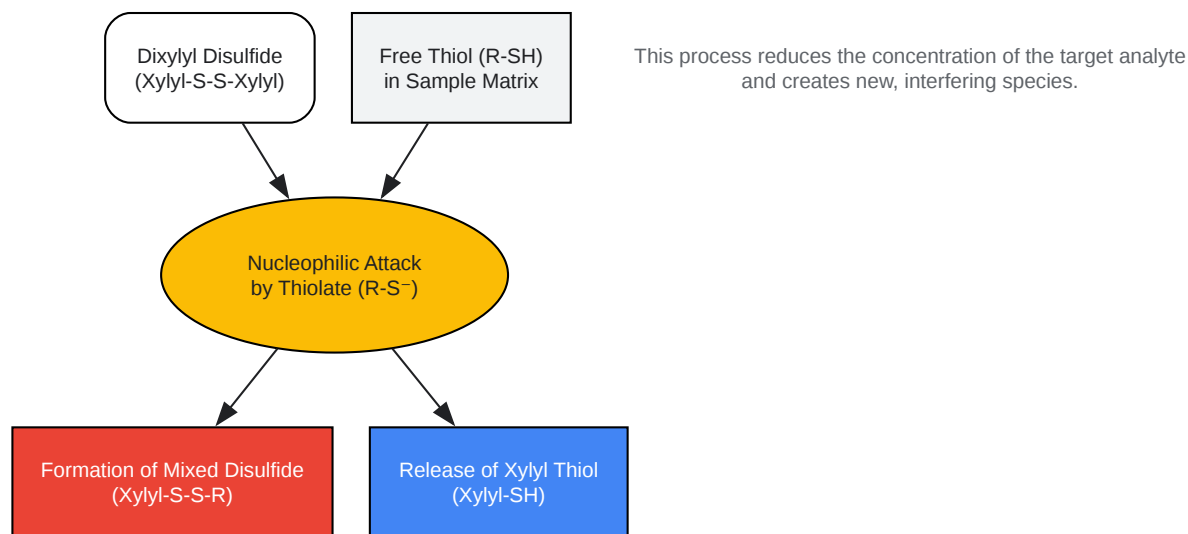 Dixylyl Disulfide
(Xylyl-S-S-Xylyl)
Free Thiol (R-SH)
in Sample Matrix
This process reduces the concentration of the target analyte
and creates new, interfering species.
Nucleophilic Attack
by Thiolate (R-S⁻)
Formation of Mixed Disulfide
(Xylyl-S-S-R)
Release of Xylyl Thiol
(Xylyl-SH)